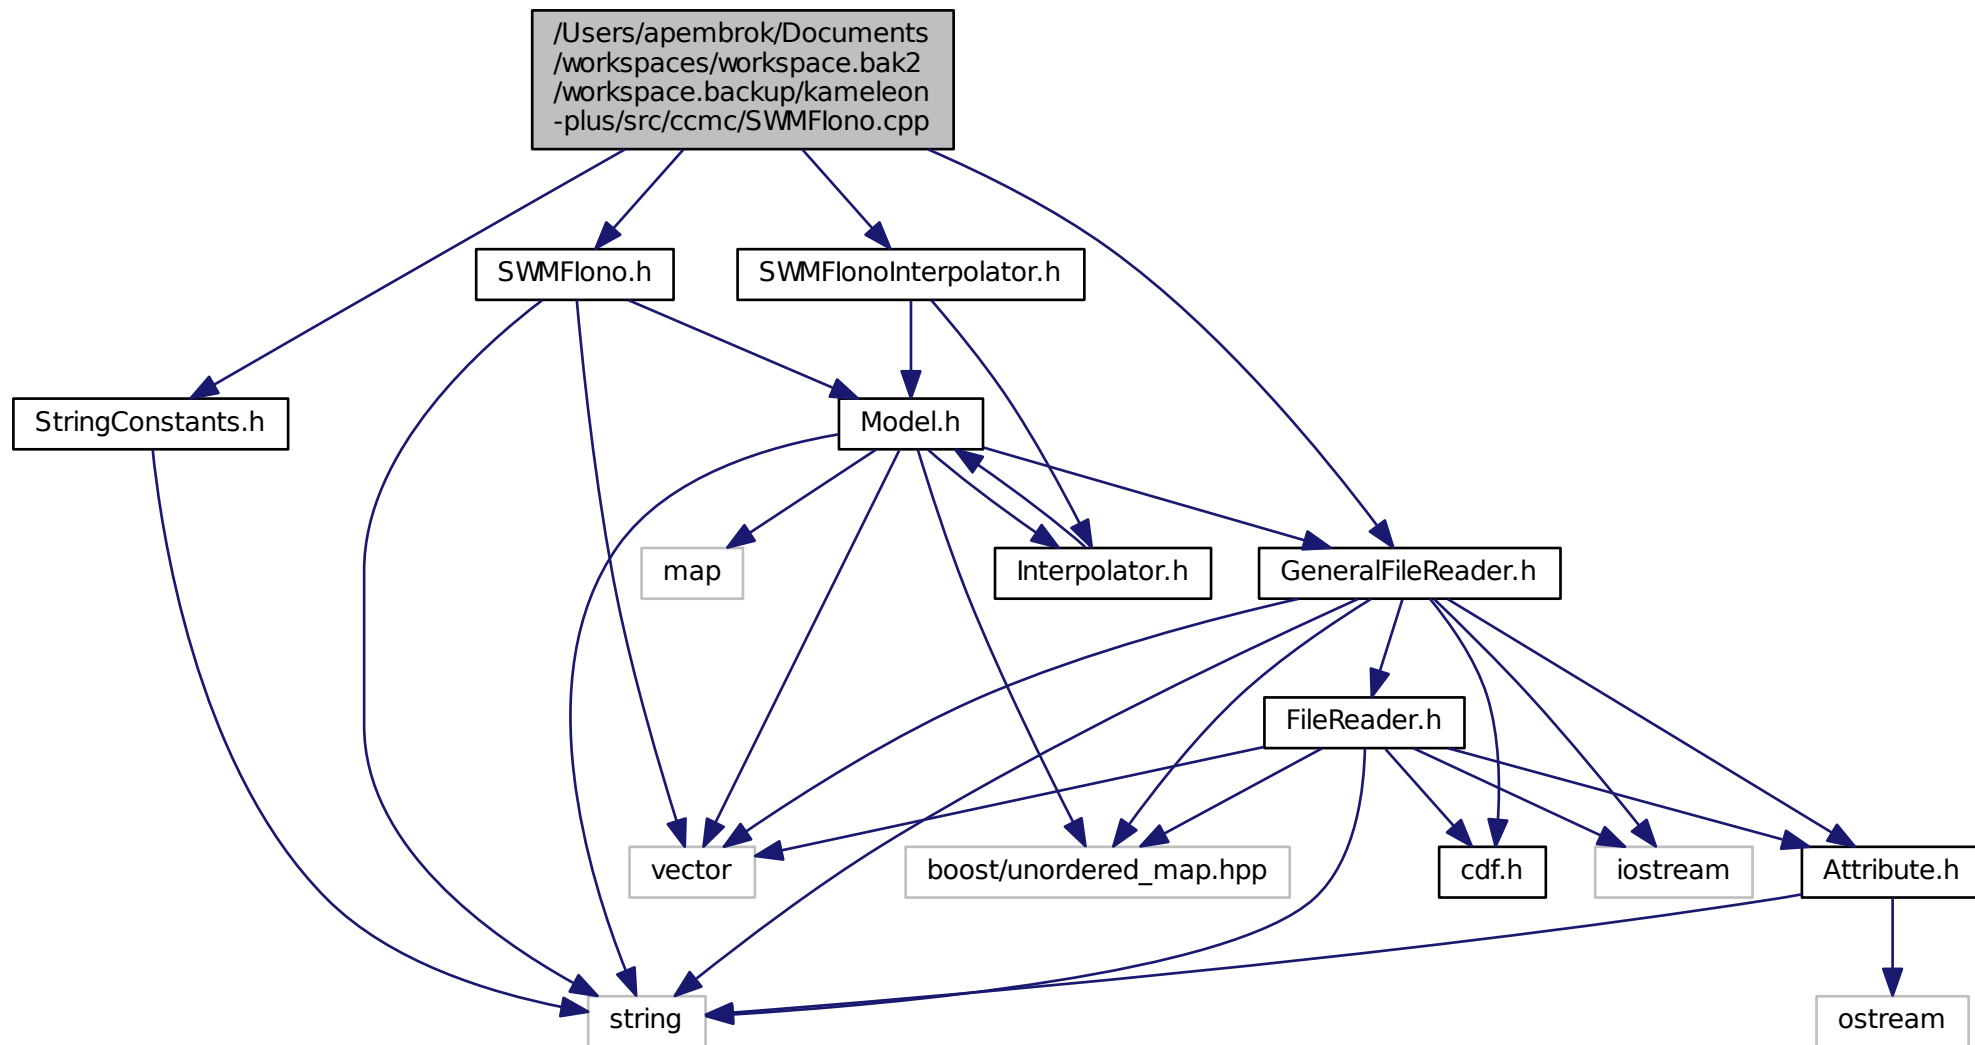 /Users/apembrok/Documents
/workspaces/workspace.bak2
/workspace.backup/kameleon
-plus/src/ccmc/SWMFIono.cpp
SWMFIono.h
SWMFIonoInterpolator.h
StringConstants.h
Model.h
map
Interpolator.h
GeneralFileReader.h
FileReader.h
vector
boost/unordered_map.hpp
cdf.h
iostream
Attribute.h
string
ostream